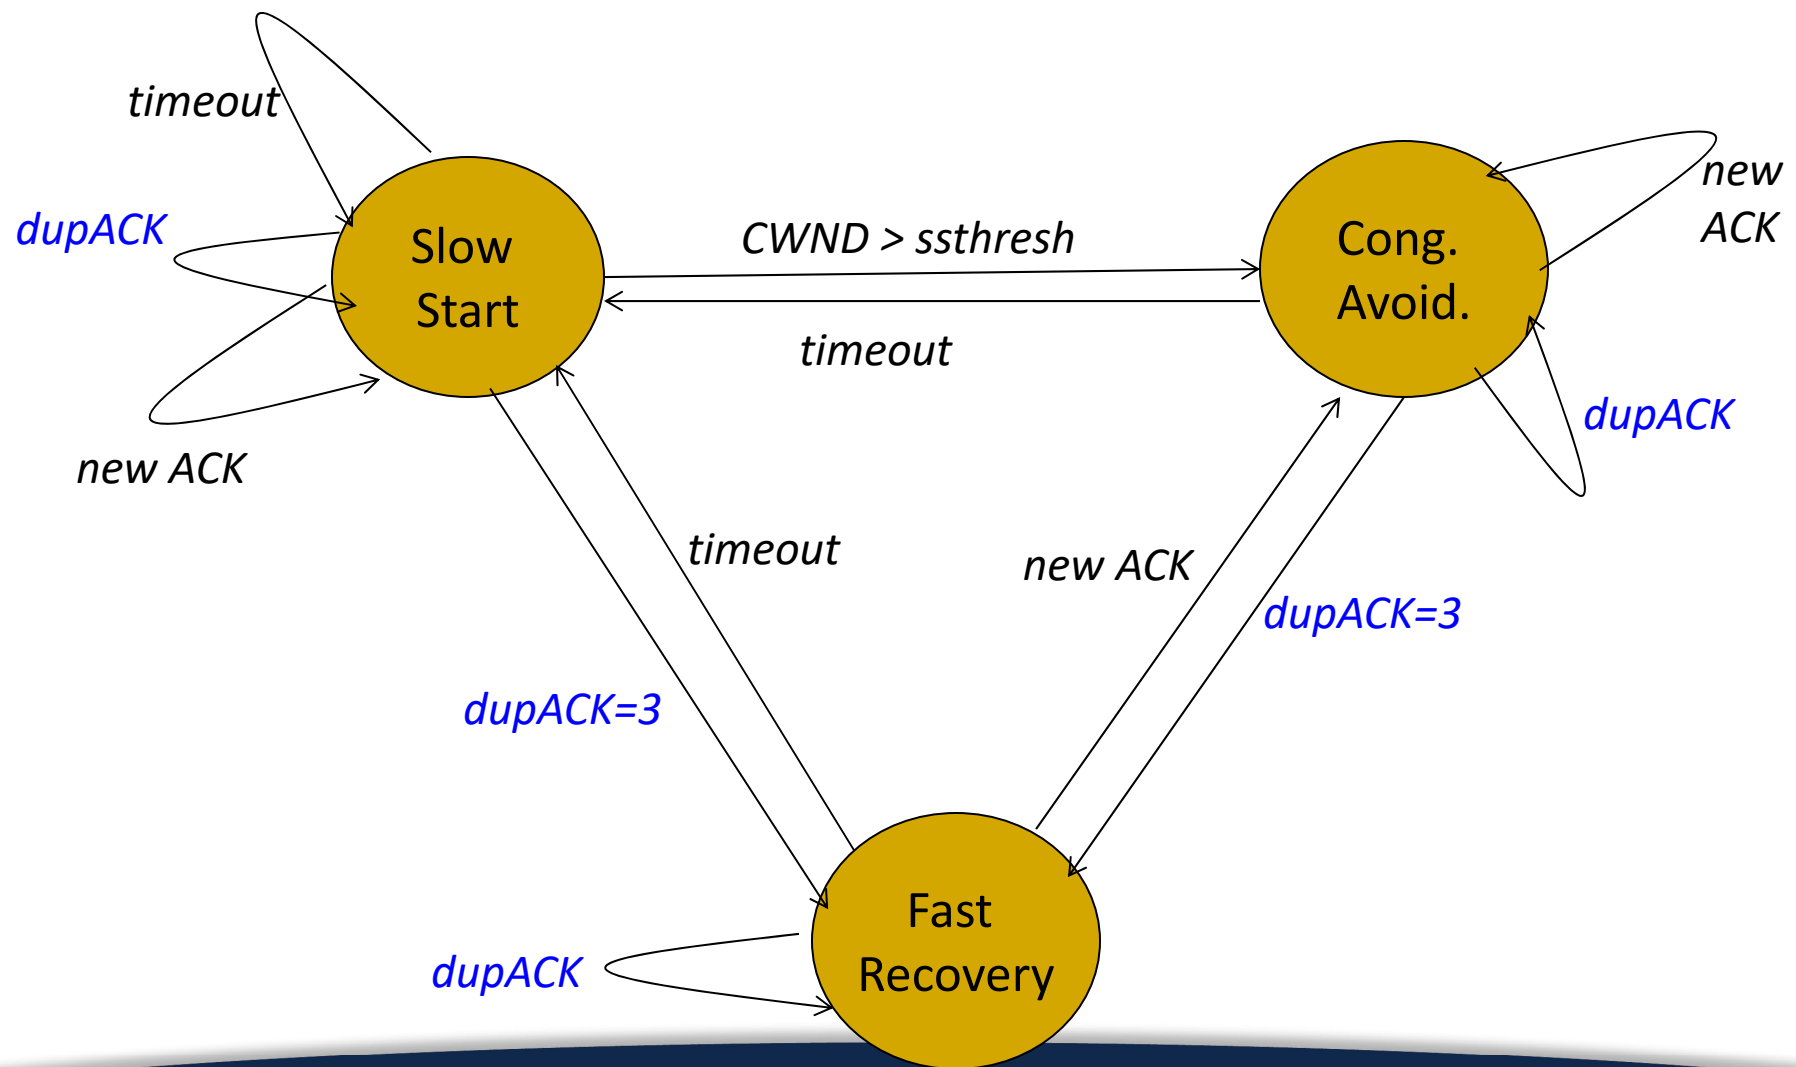 timeout
dupACK
Slow
Start
new ACK
CWND > ssthresh
timeout
Cong.
Avoid.
new
ACK
dupACK
timeout
new ACK
dupACK=3
dupACK=3
Fast
Recovery
dupACK